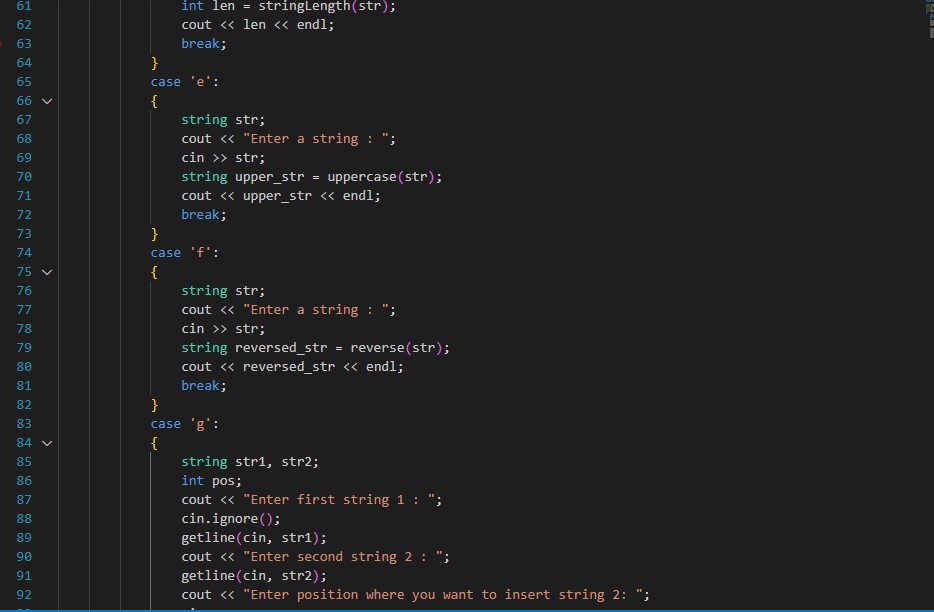 61 int len = stringLength(str);
62 cout << len << endl;
63 break;
64 }
65 case 'e':
66 {
67 string str;
68 cout << "Enter a string : ";
69 cin >> str;
70 string upper_str = uppercase(str);
71 cout << upper_str << endl;
72 break;
73 }
74 case 'f':
75 {
76 string str;
77 cout << "Enter a string : ";
78 cin >> str;
79 string reversed_str = reverse(str);
80 cout << reversed_str << endl;
81 break;
82 }
83 case 'g':
84 {
85 string str1, str2;
86 int pos;
87 cout << "Enter first string 1 : ";
88 cin.ignore();
89 getline(cin, str1);
90 cout << "Enter second string 2 : ";
91 getline(cin, str2);
92 cout << "Enter position where you want to insert string 2: ";